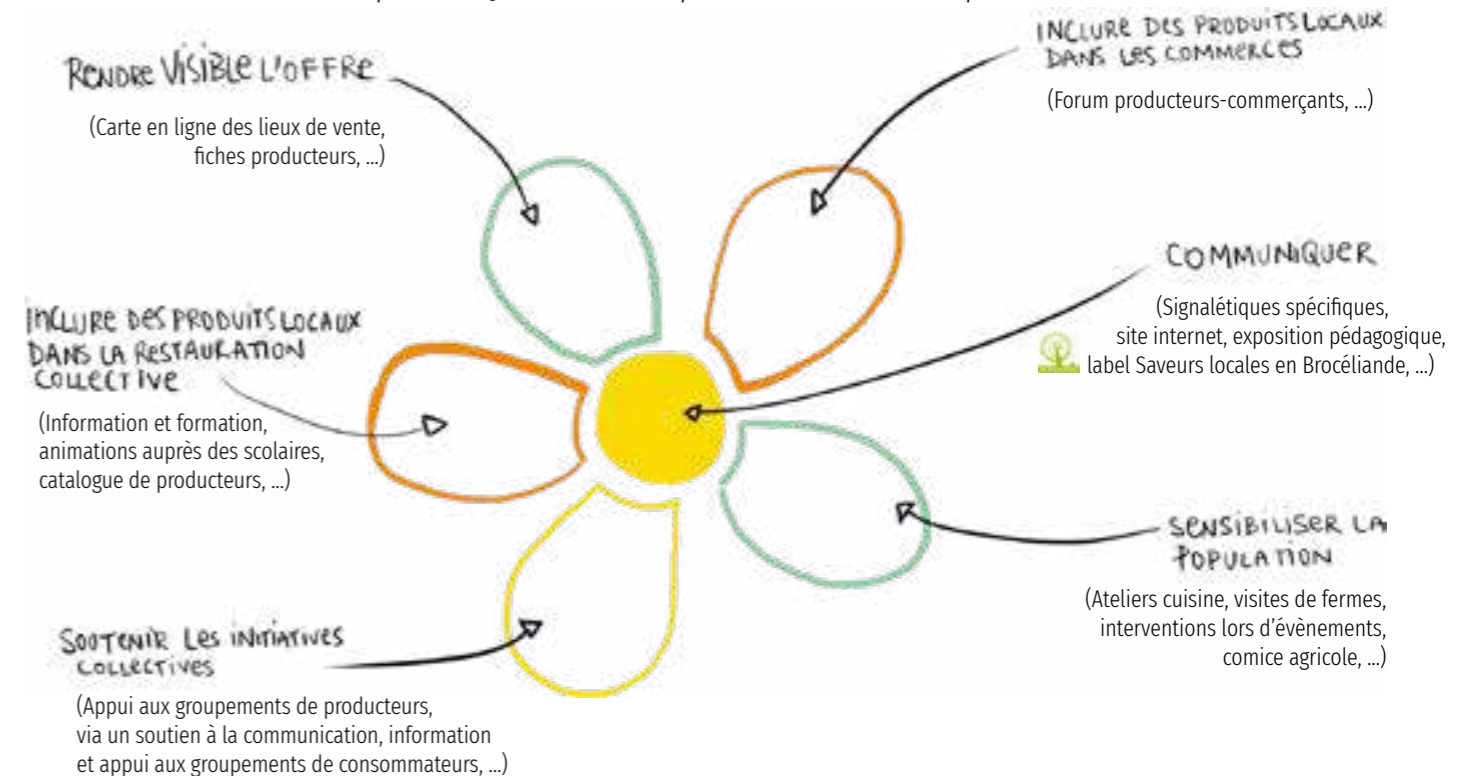 RENDRE VISIBLE L'OFFRE
(Carte en ligne des lieux de vente,
fiches producteurs, ...)
INCLURE DES PRODUITS LOCAUX
DANS LES COMMERCES
(Forum producteurs-commerçants, ...)
COMMUNIQUER
(Signalétiques spécifiques,
site internet, exposition pédagogique,
label Saveurs locales en Brocéliande, ...)
INCLURE DES PRODUITS LOCAUX
DANS LA RESTAURATION
COLLECTIVE
(Information et formation,
animations auprès des scolaires,
catalogue de producteurs, ...)
SENSIBILISER LA
POPULATION
(Ateliers cuisine, visites de fermes,
interventions lors d'évènements,
comice agricole, ...)
SOUTENIR LES INITIATIVES
COLLECTIVES
(Appui aux groupements de producteurs,
via un soutien à la communication, information
et appui aux groupements de consommateurs, ...)